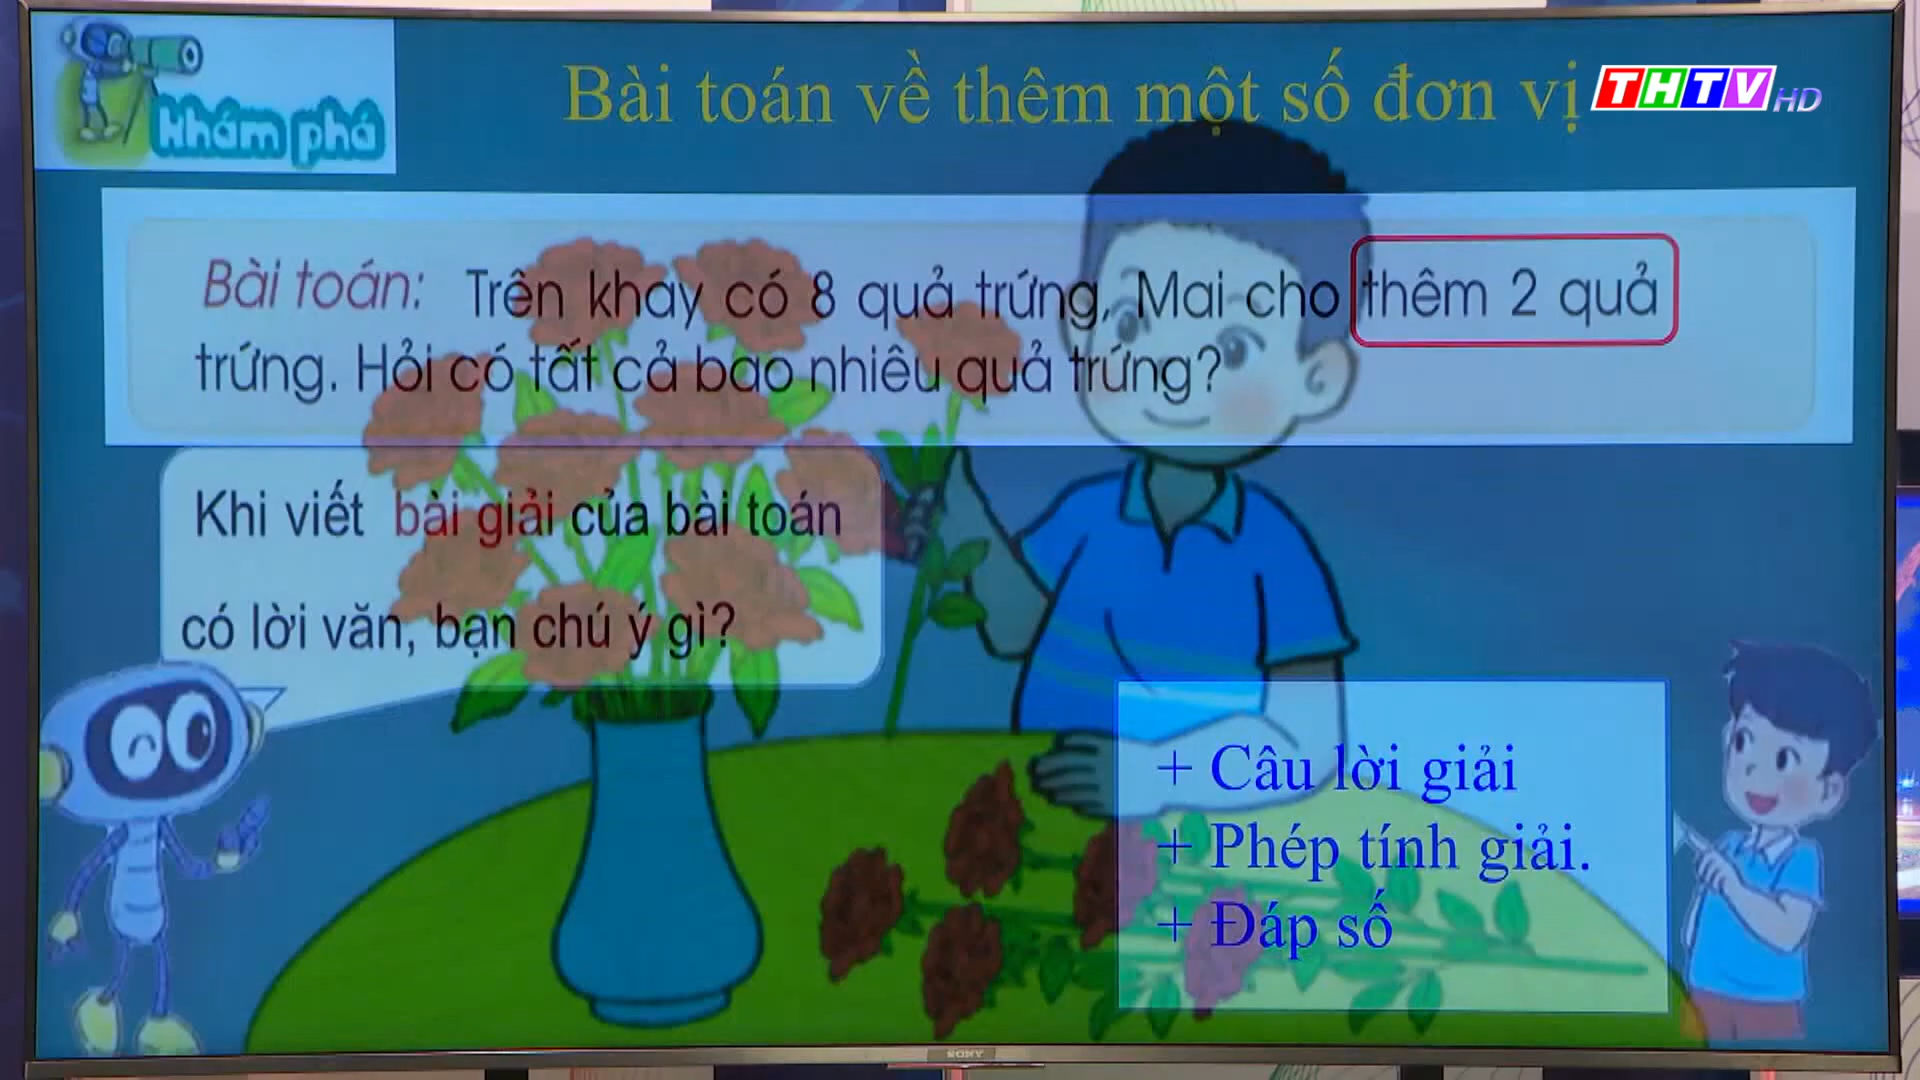 khám phá
Bài toán về thêm một số đơn vị
THTV HD
Bài toán: Trên khay có 8 quả trứng, Mai cho thêm 2 quả
trứng. Hỏi có tất cả bao nhiêu quả trứng?
Khi viết bài giải của bài toán
có lời văn, bạn chú ý gì?
+ Câu lời giải
+ Phép tính giải.
+ Đáp số
SONY